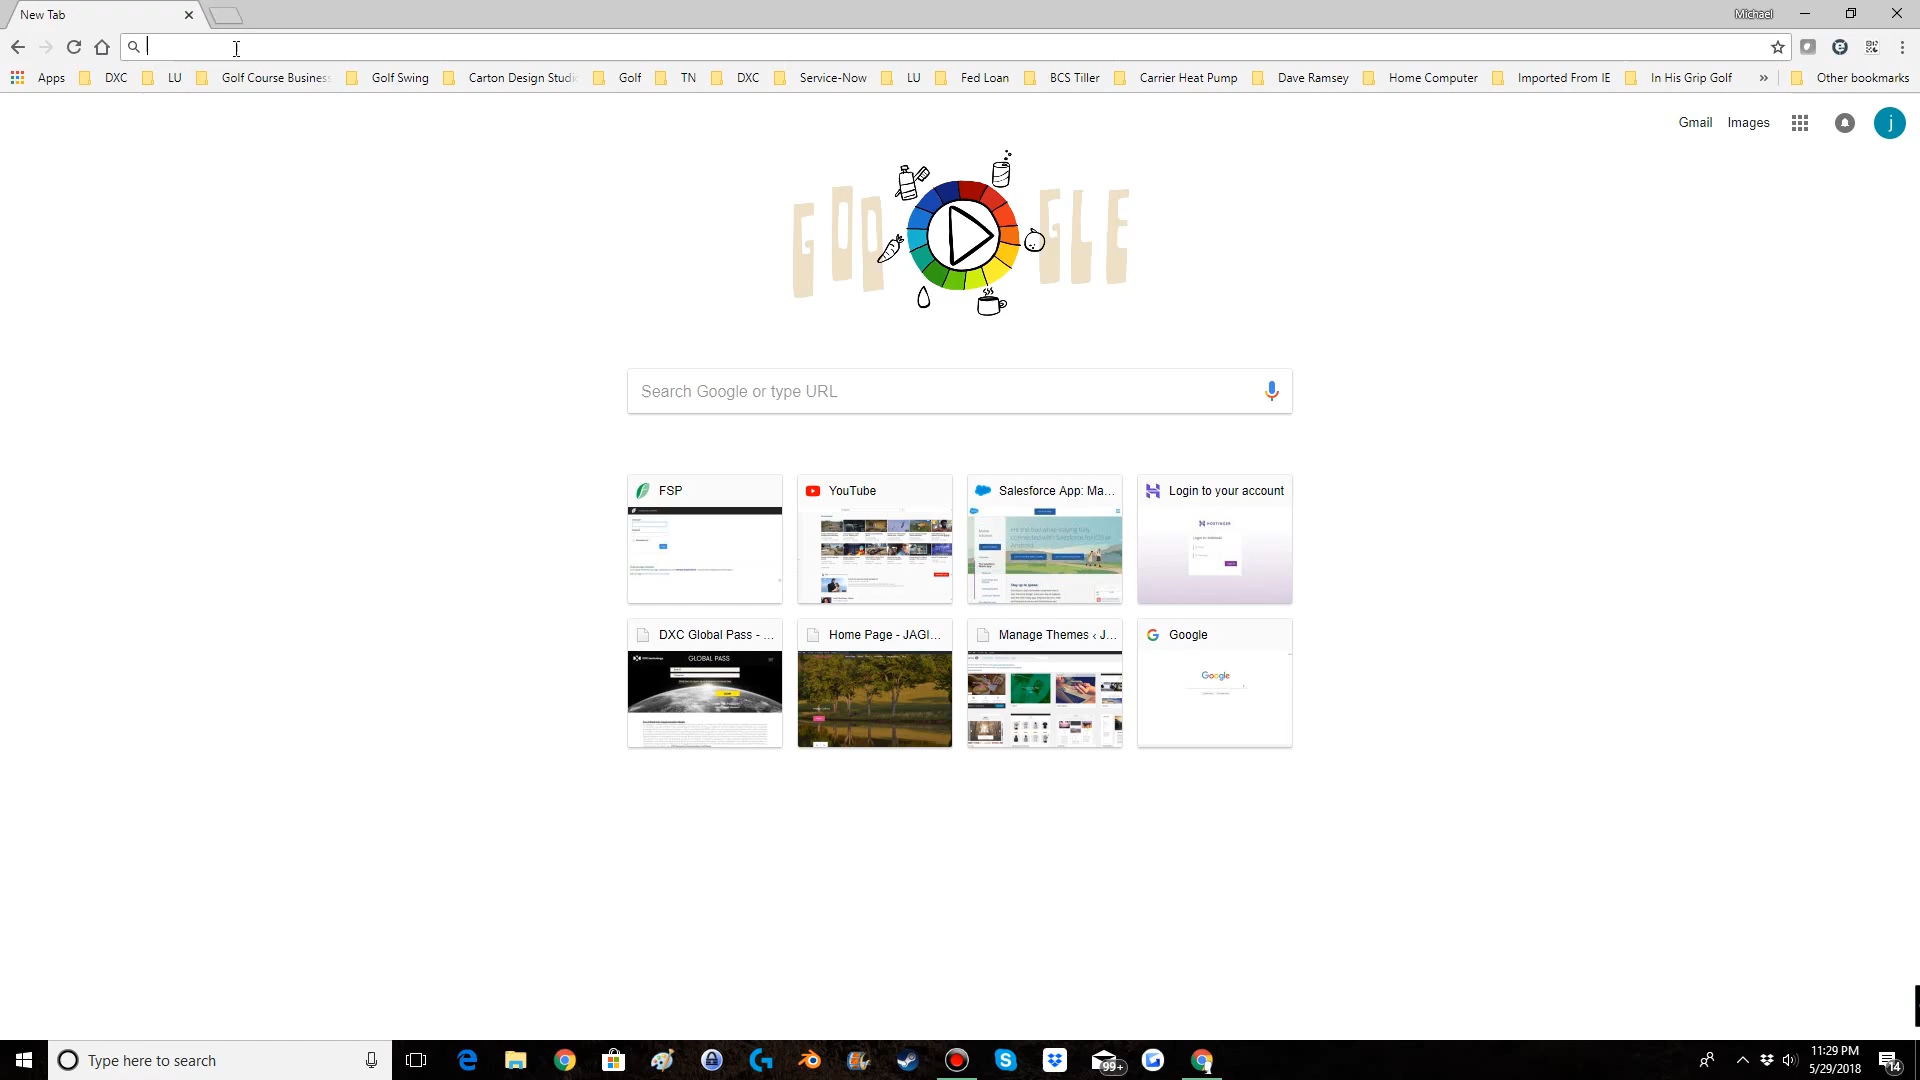 New Tab
Michael
Apps DXC LU Golf Course Business Golf Swing Carton Design Studi Golf TN DXC Service-Now LU Fed Loan BCS Tiller Carrier Heat Pump Dave Ramsey Home Computer Imported From IE In His Grip Golf » Other bookmarks
Gmail Images j
GOOGLE
Search Google or type URL
FSP YouTube Salesforce App: Ma... Login to your account
HOSTINGER
DXC Global Pass - ... Home Page - JAGI... Manage Themes ‹ J... Google
GLOBAL PASS
Google
Type here to search
99+
11:29 PM
5/29/2018
14